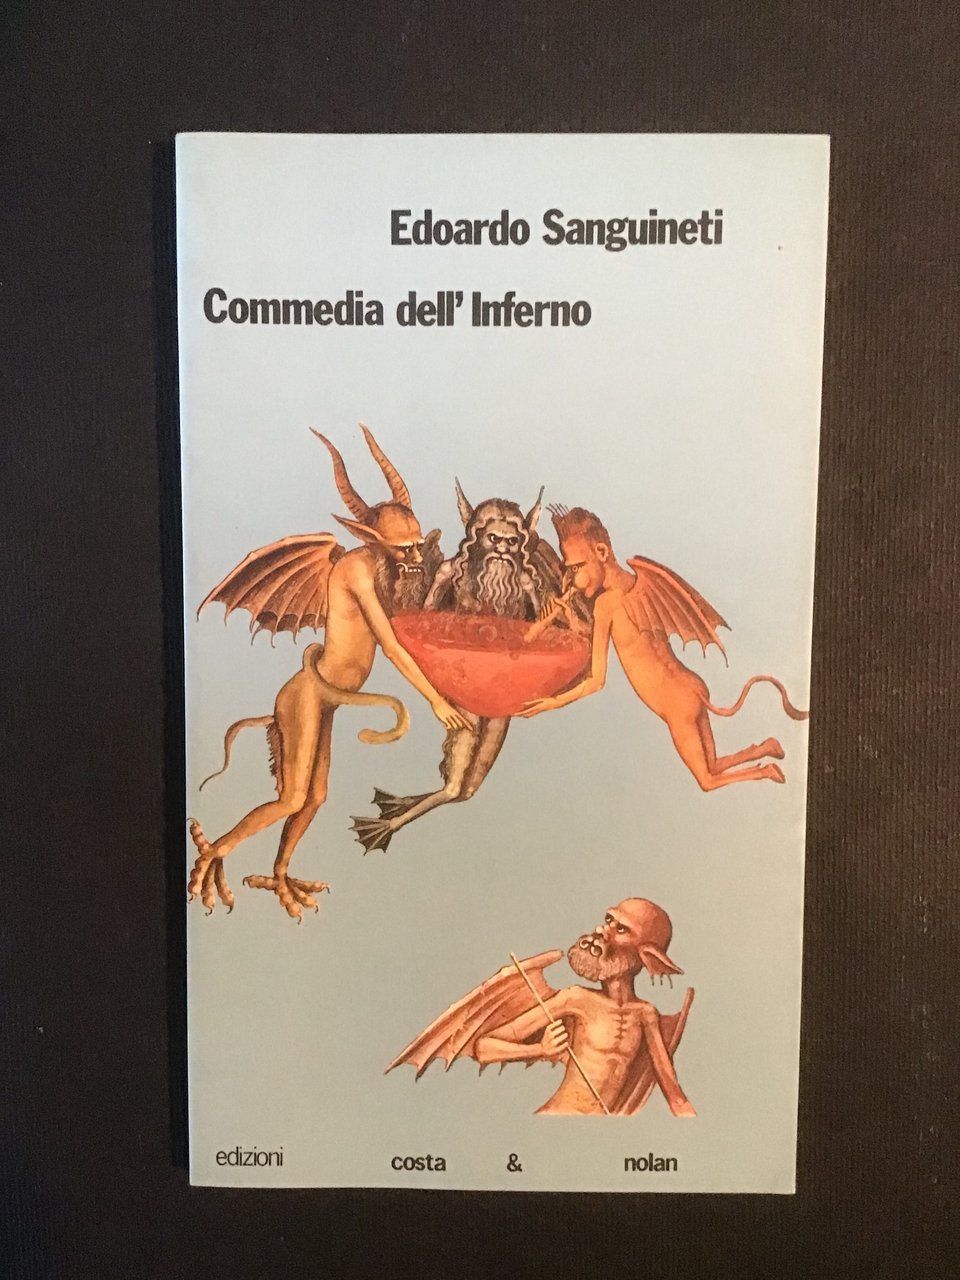 Edoardo Sanguineti
Commedia dell' Inferno
edizioni costa & nolan